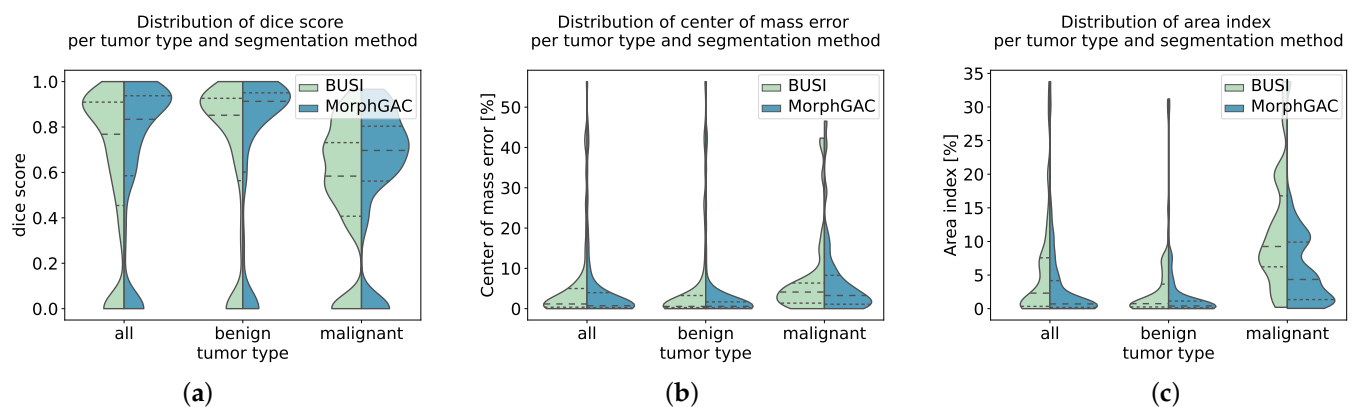 Distribution of dice score
per tumor type and segmentation method
BUSI
MorphGAC
1.0
0.8
0.6
0.4
0.2
0.0
dice score
all
benign
malignant
tumor type
(a)
Distribution of center of mass error
per tumor type and segmentation method
BUSI
MorphGAC
50
40
30
20
10
0
Center of mass error [%]
all
benign
malignant
tumor type
(b)
Distribution of area index
per tumor type and segmentation method
BUSI
MorphGAC
35
30
25
20
15
10
5
0
Area index [%]
all
benign
malignant
tumor type
(c)